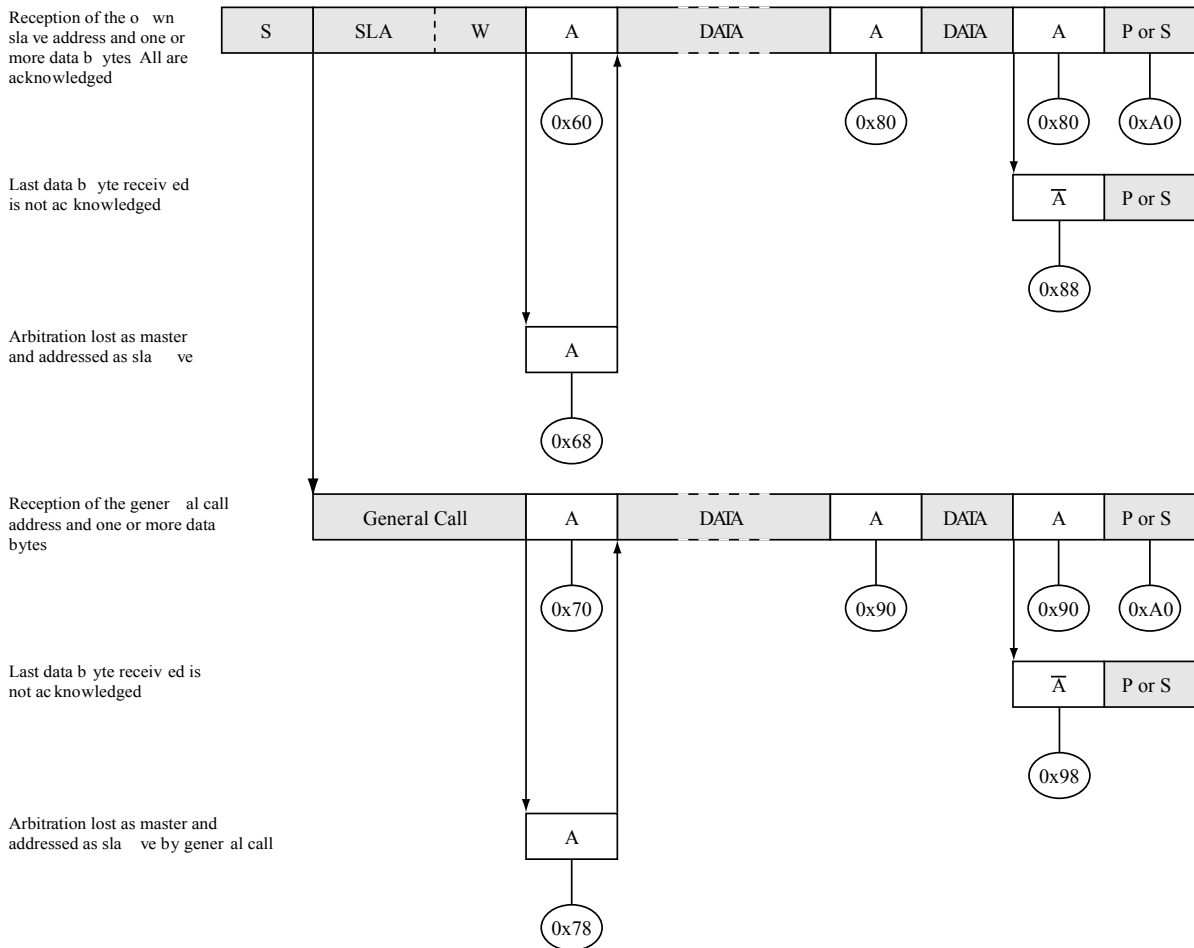 Reception of the o wn
sla ve address and one or
more data b ytes. All are
acknowledged
S SLA W A DATA A DATA A P or S
0x60 0x80 0x80 0xA0
Last data b yte receiv ed
is not ac knowledged
A P or S
0x88
Arbitration lost as master
and addressed as sla ve
A
0x68
Reception of the gener al call
address and one or more data
bytes
General Call A DATA A DATA A P or S
0x70 0x90 0x90 0xA0
Last data b yte receiv ed is
not ac knowledged
A P or S
0x98
Arbitration lost as master and
addressed as sla ve by gener al call
A
0x78